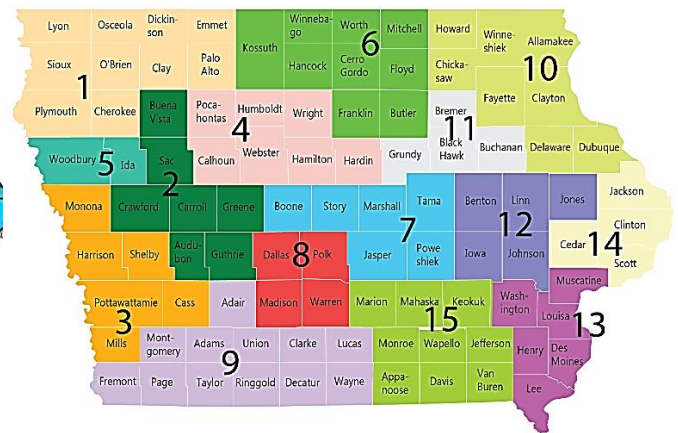 Lyon
Osceola
Dickin-
son
Emmet
Kossuth
Winneba-
go
Worth
Mitchell
Howard
Winne-
shiek
Allamakee
Sioux
O'Brien
Clay
Palo
Alto
Hancock
Cerro
Gordo
Floyd
Chicka-
saw
1
6
10
Plymouth
Cherokee
Buena
Vista
Poca-
hontas
Humboldt
Wright
Franklin
Butler
Bremer
Fayette
Clayton
4
11
Woodbury
5
Ida
Sac
Calhoun
Webster
Hamilton
Hardin
Grundy
Black
Hawk
Buchanan
Delaware
Dubuque
2
Monona
Crawford
Carroll
Greene
Boone
Story
Marshall
Tama
Benton
Linn
Jones
Jackson
7
12
Clinton
Harrison
Shelby
Audu-
bon
Guthrie
Dallas
8
Polk
Jasper
Powe
shiek
Iowa
Johnson
Cedar
14
Scott
Muscatine
Pottawattamie
Cass
Adair
Madison
Warren
Marion
Mahaska
Keokuk
Wash-
ington
Louisa
3
15
13
Mills
Mont-
gomery
Adams
Union
Clarke
Lucas
Monroe
Wapello
Jefferson
Henry
Des
Moines
9
Fremont
Page
Taylor
Ringgold
Decatur
Wayne
Appa-
noose
Davis
Van
Buren
Lee